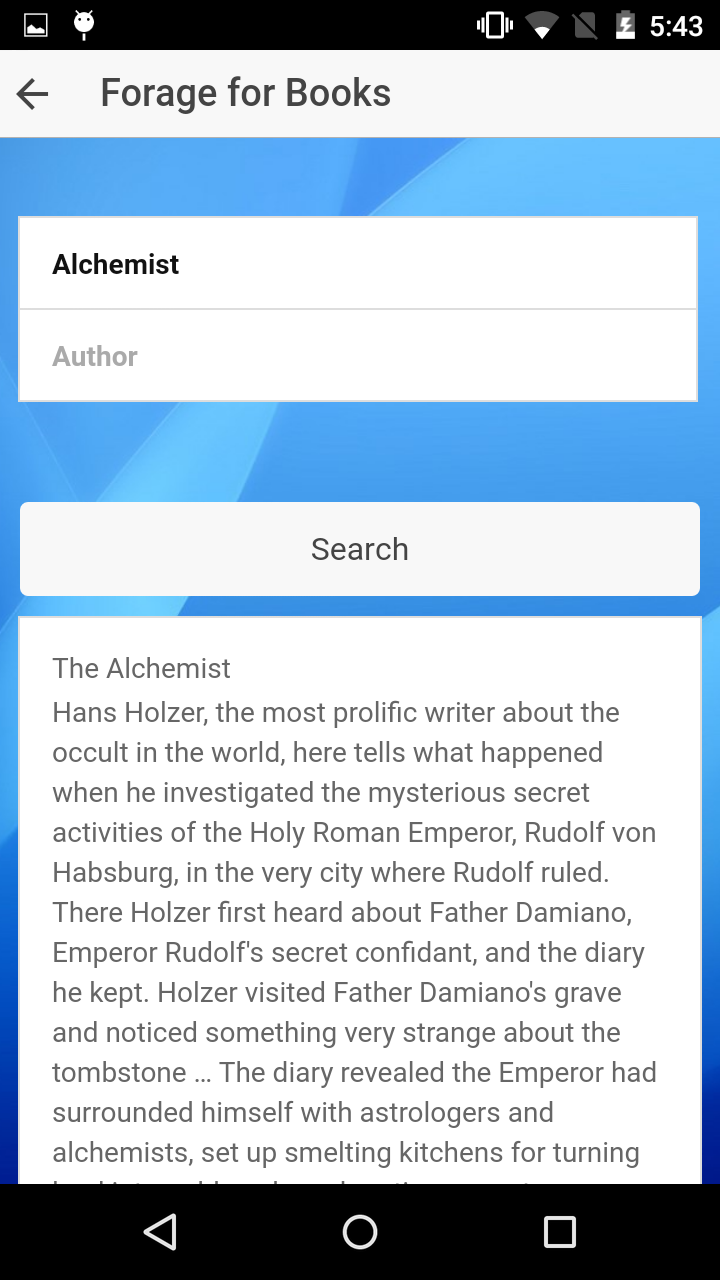 5:43
Forage for Books
Alchemist
Author
Search
The Alchemist
Hans Holzer, the most prolific writer about the
occult in the world, here tells what happened
when he investigated the mysterious secret
activities of the Holy Roman Emperor, Rudolf von
Habsburg, in the very city where Rudolf ruled.
There Holzer first heard about Father Damiano,
Emperor Rudolf's secret confidant, and the diary
he kept. Holzer visited Father Damiano's grave
and noticed something very strange about the
tombstone ... The diary revealed the Emperor had
surrounded himself with astrologers and
alchemists, set up smelting kitchens for turning